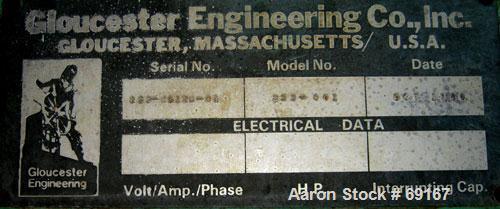 Gloucester Engineering Co., Inc.
GLOUCESTER, MASSACHUSETTS/ U.S.A.
Serial No. Model No. Date
ELECTRICAL DATA
Gloucester
Engineering
Volt/Amp./Phase H.P. Interrupting Cap.
Aaron Stock # 69167